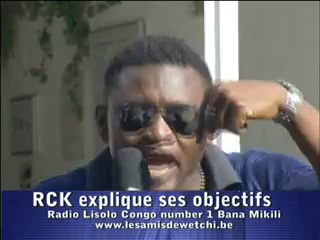 RCK explique ses objectifs
Radio Lisolo Congo number 1 Bana Mikili
www.lesamisdewetchi.be